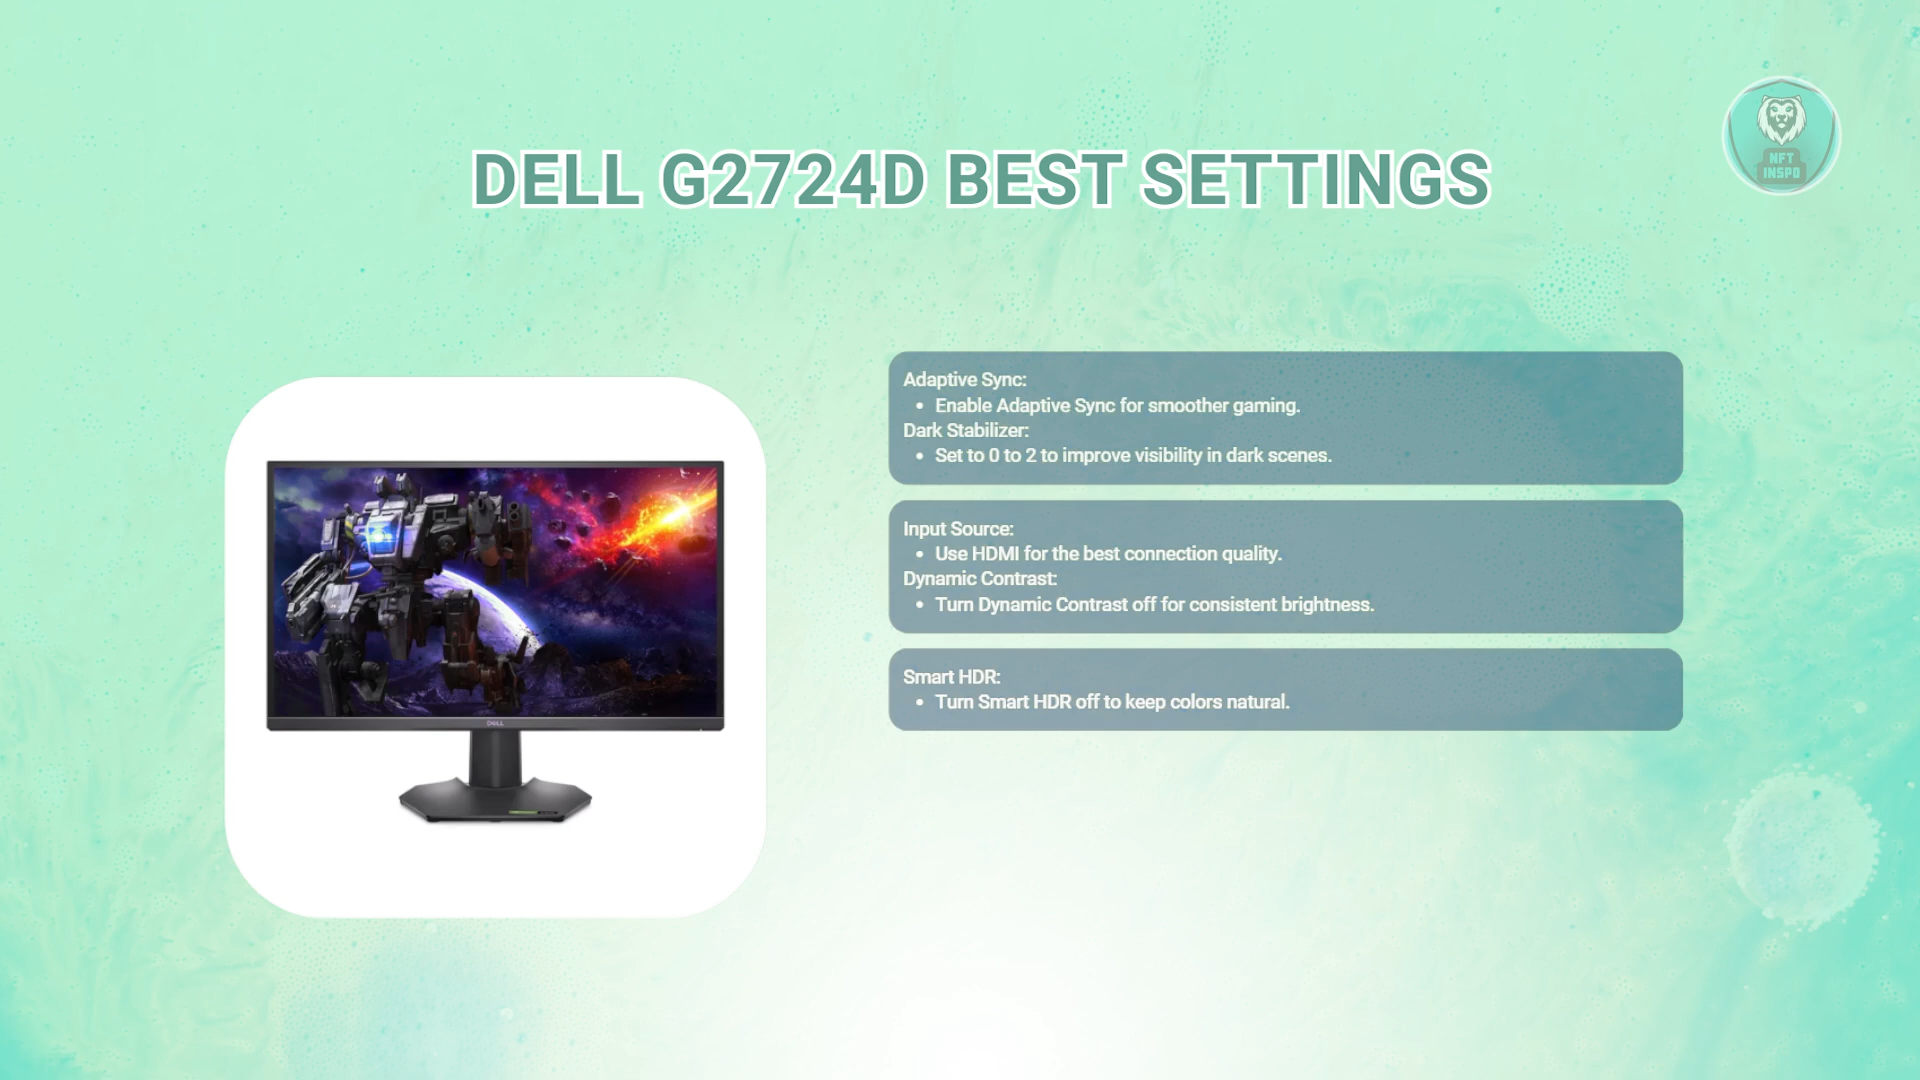 DELL G2724D BEST SETTINGS
NFT
INSPO
Adaptive Sync:
• Enable Adaptive Sync for smoother gaming.
Dark Stabilizer:
• Set to 0 to 2 to improve visibility in dark scenes.
Input Source:
• Use HDMI for the best connection quality.
Dynamic Contrast:
• Turn Dynamic Contrast off for consistent brightness.
Smart HDR:
• Turn Smart HDR off to keep colors natural.
DELL